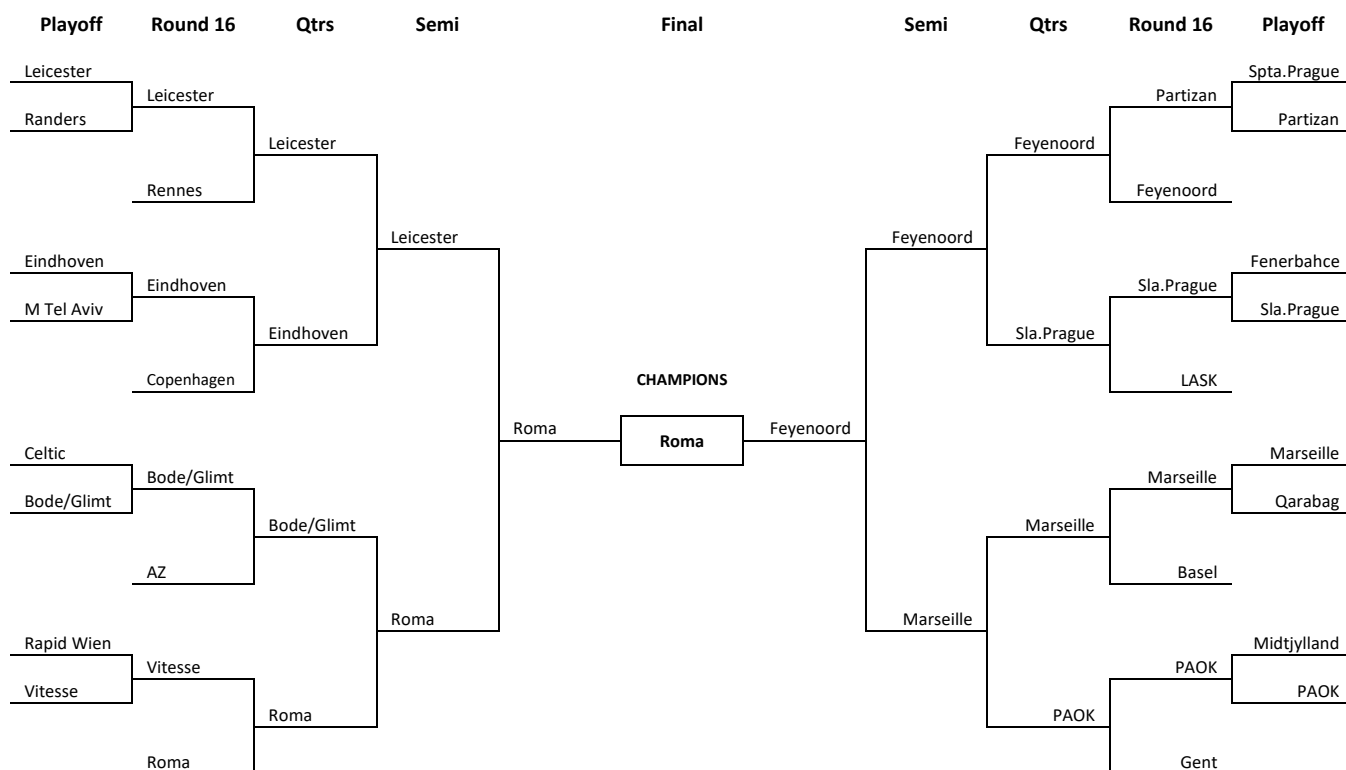 Playoff Round 16 Qtrs Semi Final Semi Qtrs Round 16 Playoff
Leicester Spta.Prague
Leicester Partizan
Randers Partizan
Leicester Feyenoord
Rennes Feyenoord
Leicester Feyenoord
Eindhoven Fenerbahce
Eindhoven Sla.Prague
M Tel Aviv Sla.Prague
Eindhoven Sla.Prague
Copenhagen CHAMPIONS LASK
Roma Roma Feyenoord
Celtic Marseille
Bode/Glimt Marseille
Bode/Glimt Qarabag
Bode/Glimt Marseille
AZ Basel
Roma Marseille
Rapid Wien Midtjylland
Vitesse PAOK
Vitesse PAOK
Roma PAOK
Roma Gent